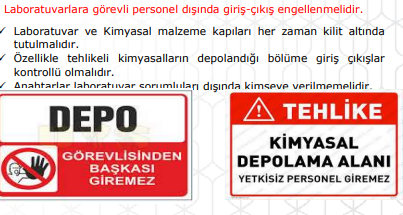 Laboratuvarlara görevli personel dışında giriş-çıkış engellenmelidir.
✓ Laboratuvar ve Kimyasal malzeme kapıları her zaman kilit altında
tutulmalıdır.
✓ Özellikle tehlikeli kimyasalların depolandığı bölüme giriş çıkışlar
kontrollü olmalıdır.
✓ Anahtarlar laboratuvar sorumluları dışında kimseye verilmemelidir.
DEPO
GÖREVLİSİNDEN
BAŞKASI
GİREMEZ
TEHLİKE
KİMYASAL
DEPOLAMA ALANI
YETKİSİZ PERSONEL GİREMEZ